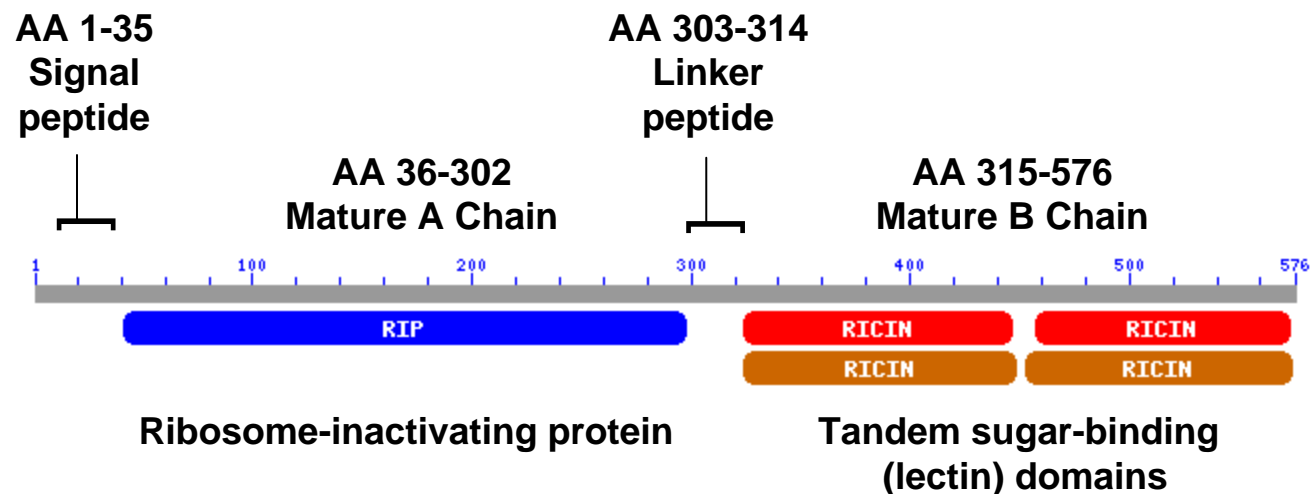 AA 1-35
Signal
peptide
AA 303-314
Linker
peptide
AA 36-302
Mature A Chain
AA 315-576
Mature B Chain
1 100 200 300 400 500 576
RIP
RICIN RICIN
RICIN RICIN
Ribosome-inactivating protein
Tandem sugar-binding
(lectin) domains